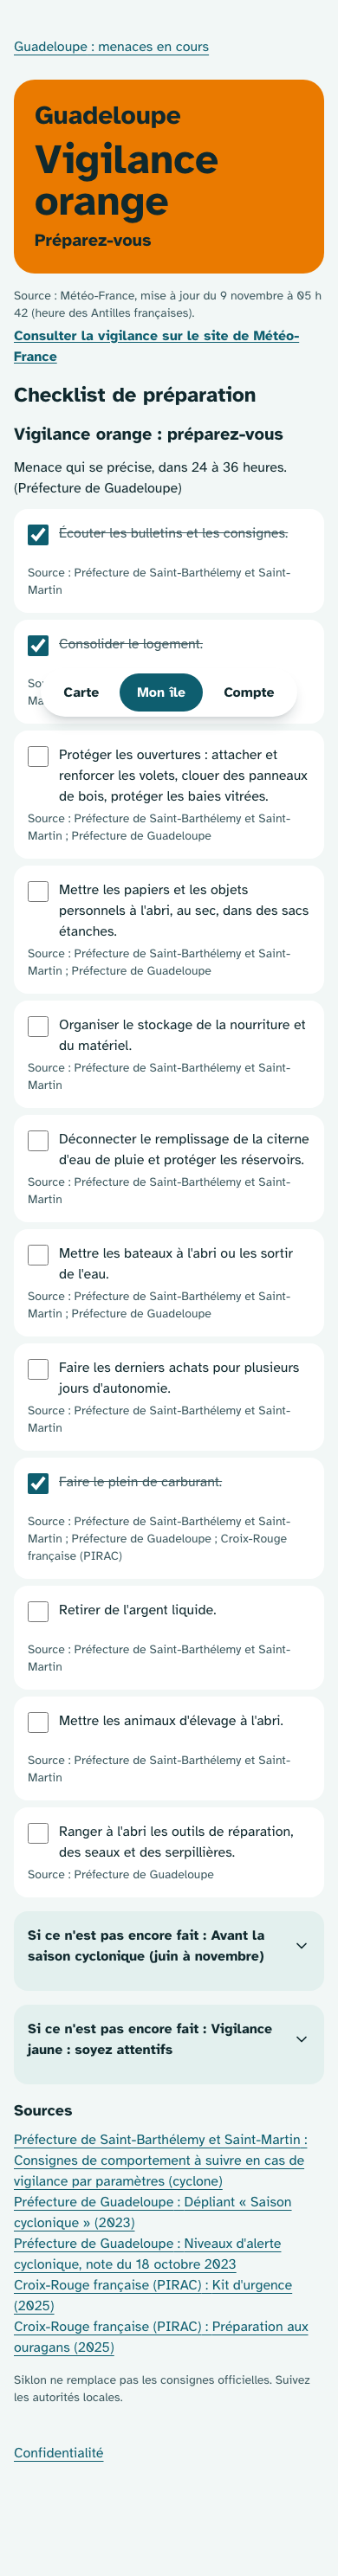 Guadeloupe : menaces en cours
Guadeloupe
Vigilance
orange
Préparez-vous
Source : Météo-France, mise à jour du 9 novembre à 05 h
42 (heure des Antilles françaises).
Consulter la vigilance sur le site de Météo-
France
Checklist de préparation
Vigilance orange : préparez-vous
Menace qui se précise, dans 24 à 36 heures.
(Préfecture de Guadeloupe)
Écouter les bulletins et les consignes.
Source : Préfecture de Saint-Barthélemy et Saint-
Martin
Consolider le logement.
Carte
Mon île
Compte
Protéger les ouvertures : attacher et
renforcer les volets, clouer des panneaux
de bois, protéger les baies vitrées.
Source : Préfecture de Saint-Barthélemy et Saint-
Martin ; Préfecture de Guadeloupe
Mettre les papiers et les objets
personnels à l'abri, au sec, dans des sacs
étanches.
Source : Préfecture de Saint-Barthélemy et Saint-
Martin ; Préfecture de Guadeloupe
Organiser le stockage de la nourriture et
du matériel.
Source : Préfecture de Saint-Barthélemy et Saint-
Martin
Déconnecter le remplissage de la citerne
d'eau de pluie et protéger les réservoirs.
Source : Préfecture de Saint-Barthélemy et Saint-
Martin
Mettre les bateaux à l'abri ou les sortir
de l'eau.
Source : Préfecture de Saint-Barthélemy et Saint-
Martin ; Préfecture de Guadeloupe
Faire les derniers achats pour plusieurs
jours d'autonomie.
Source : Préfecture de Saint-Barthélemy et Saint-
Martin
Faire le plein de carburant.
Source : Préfecture de Saint-Barthélemy et Saint-
Martin ; Préfecture de Guadeloupe ; Croix-Rouge
française (PIRAC)
Retirer de l'argent liquide.
Source : Préfecture de Saint-Barthélemy et Saint-
Martin
Mettre les animaux d'élevage à l'abri.
Source : Préfecture de Saint-Barthélemy et Saint-
Martin
Ranger à l'abri les outils de réparation,
des seaux et des serpillières.
Source : Préfecture de Guadeloupe
Si ce n'est pas encore fait : Avant la
saison cyclonique (juin à novembre)
Si ce n'est pas encore fait : Vigilance
jaune : soyez attentifs
Sources
Préfecture de Saint-Barthélemy et Saint-Martin :
Consignes de comportement à suivre en cas de
vigilance par paramètres (cyclone)
Préfecture de Guadeloupe : Dépliant « Saison
cyclonique » (2023)
Préfecture de Guadeloupe : Niveaux d'alerte
cyclonique, note du 18 octobre 2023
Croix-Rouge française (PIRAC) : Kit d'urgence
(2025)
Croix-Rouge française (PIRAC) : Préparation aux
ouragans (2025)
Siklon ne remplace pas les consignes officielles. Suivez
les autorités locales.
Confidentialité